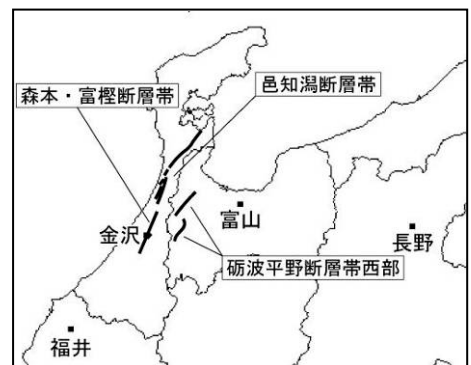 邑知潟断層帯
森本・富樫断層帯
富山
金沢
長野
砺波平野断層帯西部
福井